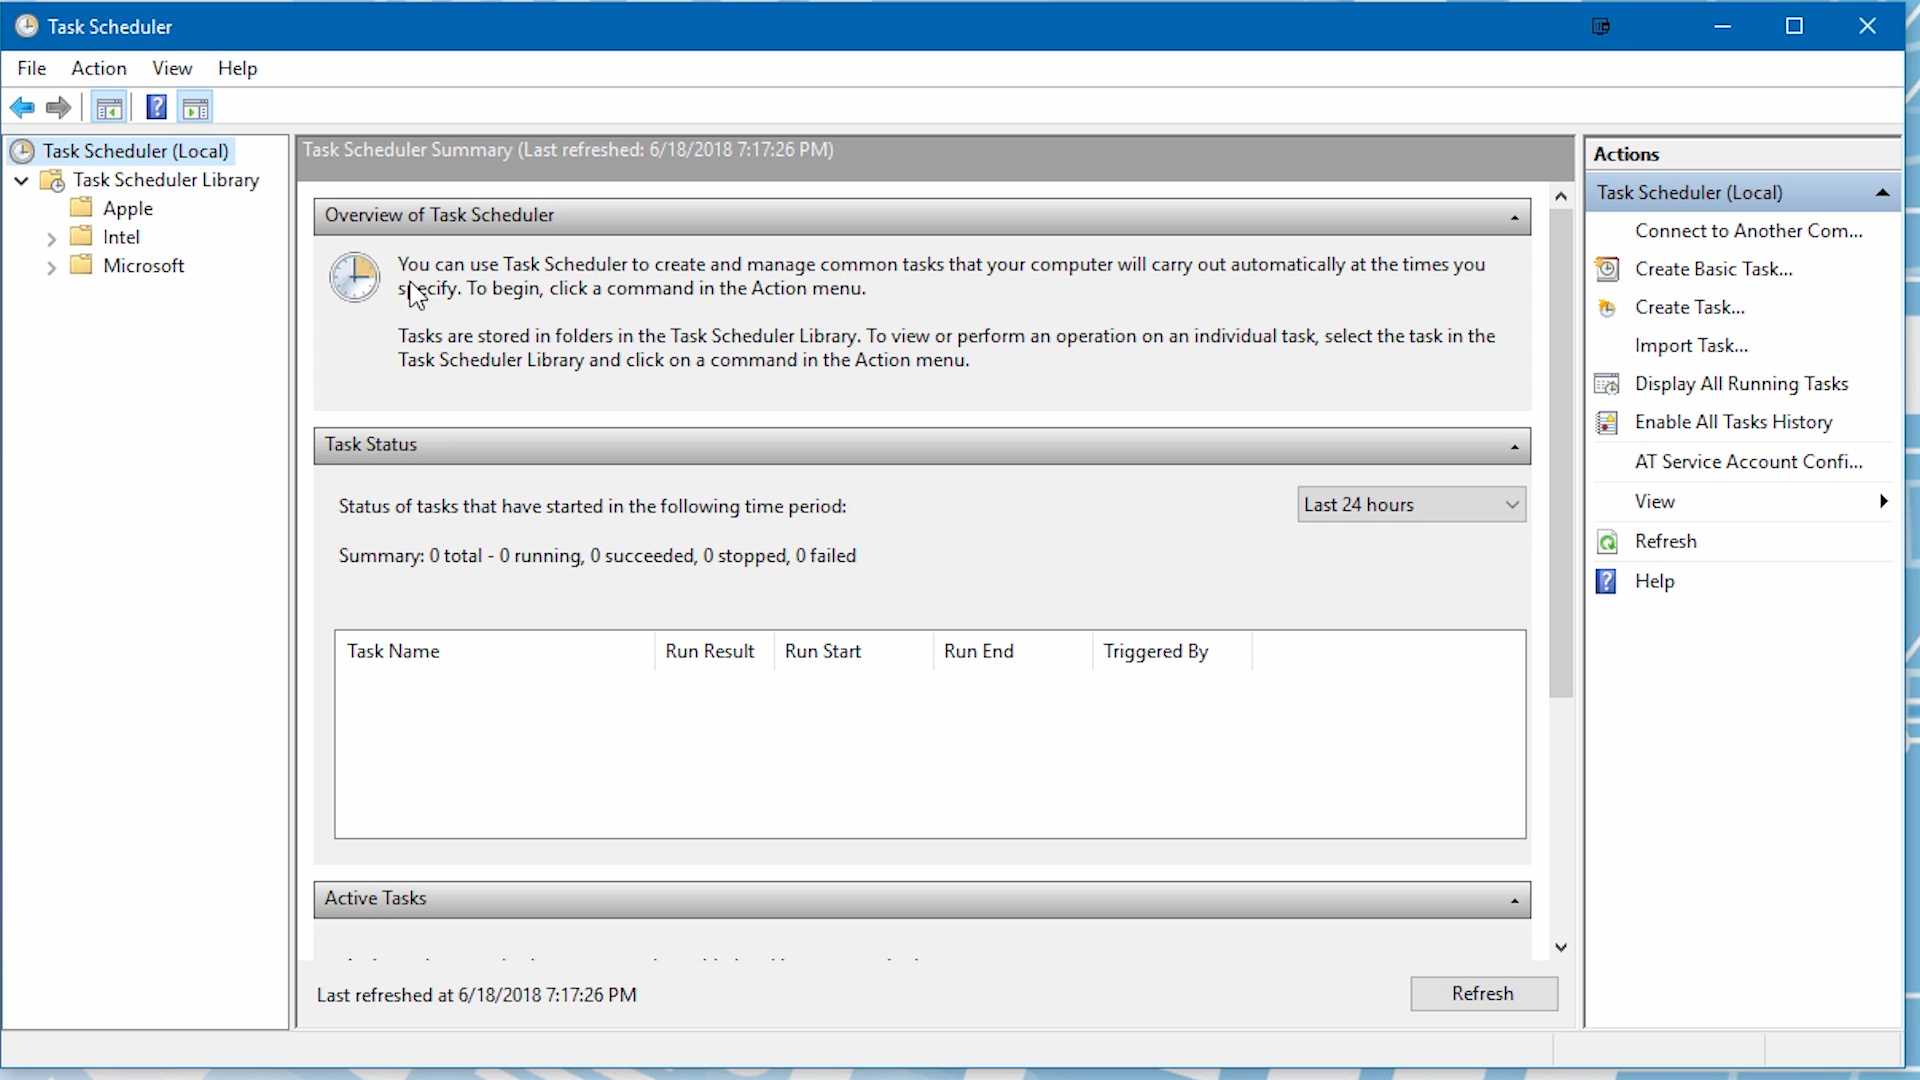 Task Scheduler
File Action View Help
Task Scheduler (Local)
Task Scheduler Library
Apple
Intel
Microsoft
Task Scheduler Summary (Last refreshed: 6/18/2018 7:17:26 PM)
Overview of Task Scheduler
You can use Task Scheduler to create and manage common tasks that your computer will carry out automatically at the times you
specify. To begin, click a command in the Action menu.
Tasks are stored in folders in the Task Scheduler Library. To view or perform an operation on an individual task, select the task in the
Task Scheduler Library and click on a command in the Action menu.
Task Status
Status of tasks that have started in the following time period:
Last 24 hours
Summary: 0 total - 0 running, 0 succeeded, 0 stopped, 0 failed
Task Name Run Result Run Start Run End Triggered By
Active Tasks
Last refreshed at 6/18/2018 7:17:26 PM
Refresh
Actions
Task Scheduler (Local)
Connect to Another Com...
Create Basic Task...
Create Task...
Import Task...
Display All Running Tasks
Enable All Tasks History
AT Service Account Confi...
View
Refresh
Help